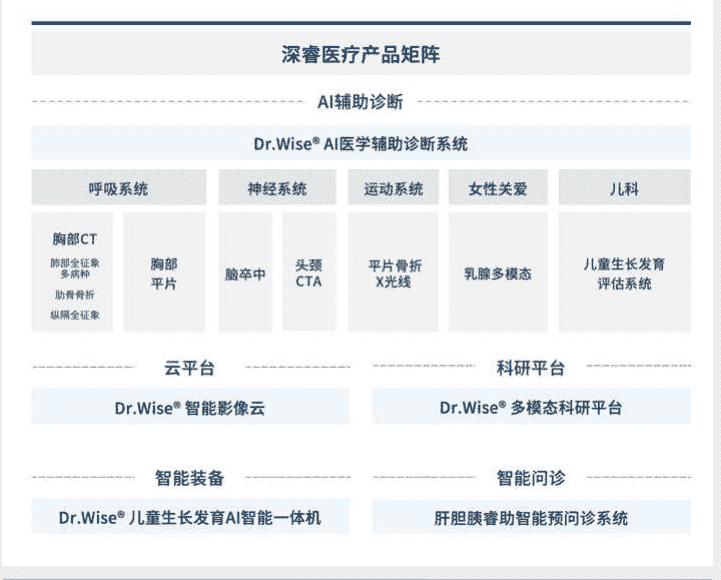 深睿医疗产品矩阵
AI辅助诊断
Dr.Wise® AI医学辅助诊断系统
呼吸系统
神经系统
运动系统
女性关爱
儿科
胸部CT
肺部全征象
多病种
肋骨骨折
纵隔全征象
胸部
平片
脑卒中
头颈
CTA
平片骨折
X光线
乳腺多模态
儿童生长发育
评估系统
云平台
科研平台
Dr.Wise® 智能影像云
Dr.Wise® 多模态科研平台
智能装备
智能问诊
Dr.Wise® 儿童生长发育AI智能一体机
肝胆胰睿助智能预问诊系统